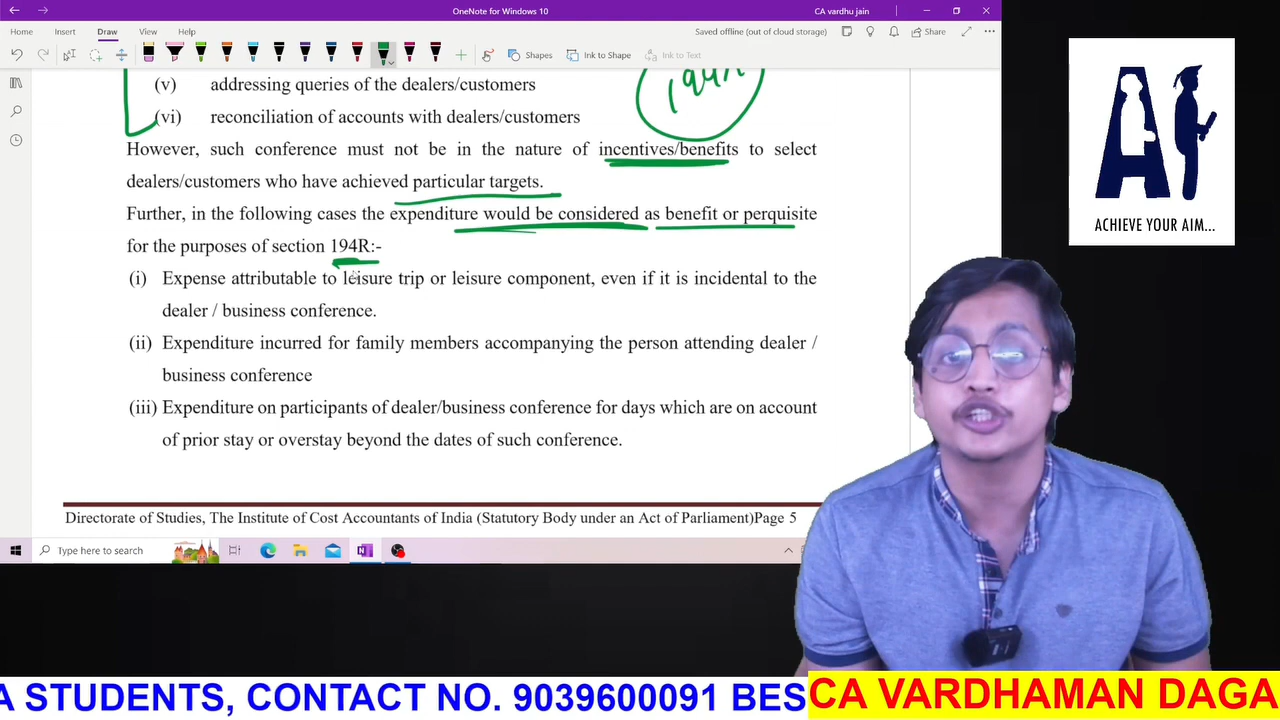 OneNote for Windows 10
CA vardhu jain
Home Insert Draw View Help
Saved offline (out of cloud storage)
Share
Shapes
Ink to Shape
Ink to Text
(v) addressing queries of the dealers/customers
(vi) reconciliation of accounts with dealers/customers
However, such conference must not be in the nature of incentives/benefits to select
dealers/customers who have achieved particular targets.
Further, in the following cases the expenditure would be considered as benefit or perquisite
for the purposes of section 194R:-
(i) Expense attributable to leisure trip or leisure component, even if it is incidental to the
dealer / business conference.
(ii) Expenditure incurred for family members accompanying the person attending dealer /
business conference
(iii) Expenditure on participants of dealer/business conference for days which are on account
of prior stay or overstay beyond the dates of such conference.
Directorate of Studies, The Institute of Cost Accountants of India (Statutory Body under an Act of Parliament)Page 5
Type here to search
A
ACHIEVE YOUR AIM...
A STUDENTS, CONTACT NO. 9039600091 BES
CA VARDHAMAN DAGA